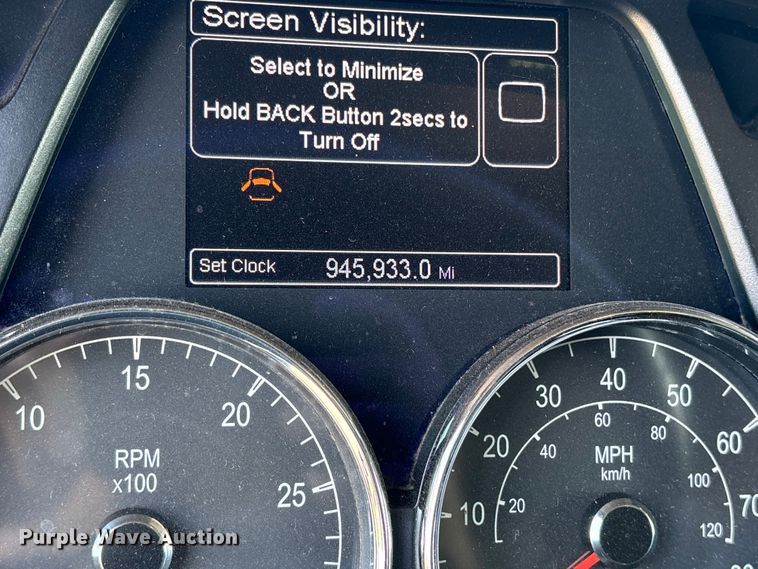 Screen Visibility:
Select to Minimize
OR
Hold BACK Button 2secs to
Turn Off
Set Clock 945,933.0 Mi
10 15 20 25
RPM
x100
10 20 30 40 50 60 70
20 40 60 80 100 120
MPH
km/h
Purple Wave Auction